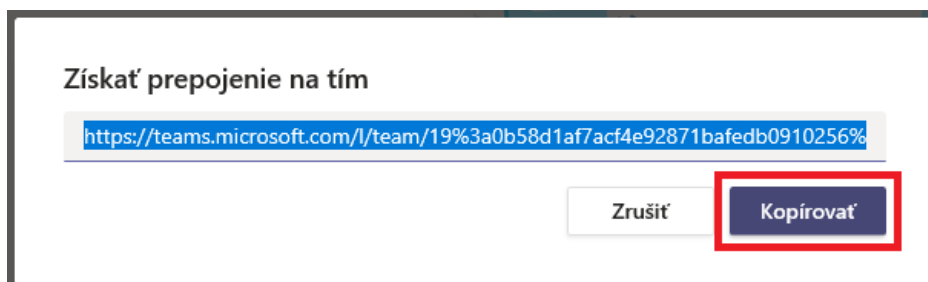 Získať prepojenie na tím
https://teams.microsoft.com/l/team/19%3a0b58d1af7acf4e92871bafedb0910256%
Zrušiť
Kopírovať